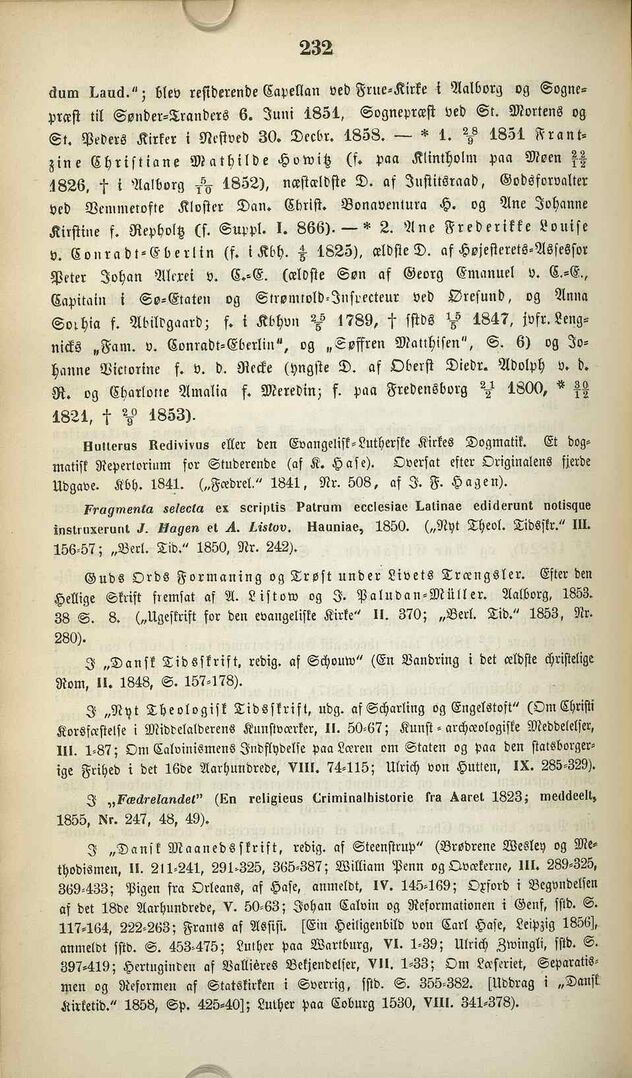 232
dum Laud."; blev residerende Capellan ved Frue-Kirke i Aalborg og Sogne-
præst til Sønder-Tranders 6. Juni 1851, Sognepræst ved St. Mortens og
St. Peders Kirker i Nestved 30. Decbr. 1858. — * 1. 28/9 1851 Frant-
zine Christiane Mathilde Howitz (f. paa Klintholm paa Møen 22/12
1826, † i Aalborg 5/10 1852), næstældste D. af Justitsraad, Godsforvalter
ved Vemmetofte Kloster Dan. Christ. Bonaventura H. og Ane Johanne
Kirstine f. Repholtz (s. Suppl. I. 866). — * 2. Ane Frederikke Louise
v. Conradt-Eberlin (f. i Kbh. 4/8 1825), ældste D. af Højesterets-Assessor
Peter Johan Alexei v. C.-E. (ældste Søn af Georg Emanuel v. C.-E.,
Capitain i Sø-Etaten og Strømtold-Inspecteur ved Øresund, og Anna
Sophia f. Abildgaard; f. i Kbhvn 25/5 1789, † sstds 15/5 1847, jvfr. Leng-
nicks „Fam. v. Conradt-Eberlin", og „Søffren Matthisen", S. 6) og Jo-
hanne Victorine f. v. d. Recke (yngste D. af Oberst Diedr. Adolph v. d.
R. og Charlotte Amalia f. Meredin; f. paa Fredensborg 21/2 1800, * 30/12
1821, † 20/9 1853).
Hutterus Redivivus eller den Evangelisk-Lutherske Kirkes Dogmatik. Et dog-
matisk Repertorium for Studerende (af K. Hase). Oversat efter Originalens fjerde
Udgave. Kbh. 1841. („Fædrel." 1841, Nr. 508, af J. F. Hagen).
Fragmenta selecta ex scriptis Patrum ecclesiae Latinae ediderunt notisque
instruxerunt J. Hagen et A. Listov. Hauniae, 1850. („Nyt Theol. Tidsskr." III.
156-57; „Berl. Tid." 1850, Nr. 242).
Guds Ords Formaning og Trøst under Livets Trængsler. Efter den
Hellige Skrift fremsat af A. Listow og J. Paludan-Müller. Aalborg, 1853.
38 S. 8. („Ugeskrift for den evangeliske Kirke" II. 370; „Berl. Tid." 1853, Nr.
280).
I „Dansk Tidsskrift, redig. af Schouw" (En Vandring i det ældste christelige
Rom, II. 1848, S. 157-178).
I „Nyt Theologisk Tidsskrift, udg. af Scharling og Engelstoft" (Om Christi
Korsfæstelse i Middelalderens Kunstværker, II. 50-67; Kunst-archæologiske Meddelelser,
III. 1-87; Om Calvinismens Indflydelse paa Læren om Staten og paa den statsborger-
ige Frihed i det 16de Aarhundrede, VIII. 74-115; Ulrich von Hutten, IX. 285-329).
I „Fædrelandet" (En religieus Criminalhistorie fra Aaret 1823; meddeelt,
1855, Nr. 247, 48, 49).
I „Dansk Maanedsskrift, redig. af Steenstrup" (Brødrene Wesley og Me-
thodismen, II. 211-241, 291-325, 365-387; William Penn og Qvækerne, III. 289-325,
369-433; Pigen fra Orleans, af Hase, anmeldt, IV. 145-169; Oxford i Begyndelsen
af det 18de Aarhundrede, V. 50-63; Johan Calvin og Reformationen i Genf, sstd. S.
117-164, 222-263; Frants af Assisi. [Ein Heiligenbild von Carl Hase, Leipzig 1856],
anmeldt sstd. S. 453-475; Luther paa Wartburg, VI. 1-39; Ulrich Zwingli, sstd. S.
397-419; Hertuginden af Vallières Bekjendelser, VII. 1-33; Om Læseriet, Separatis-
men og Reformen af Statskirken i Sverrig, sstd. S. 355-382. [Uddrag i „Dansk
Kirketid." 1858, Sp. 425-40]; Luther paa Coburg 1530, VIII. 341-378).